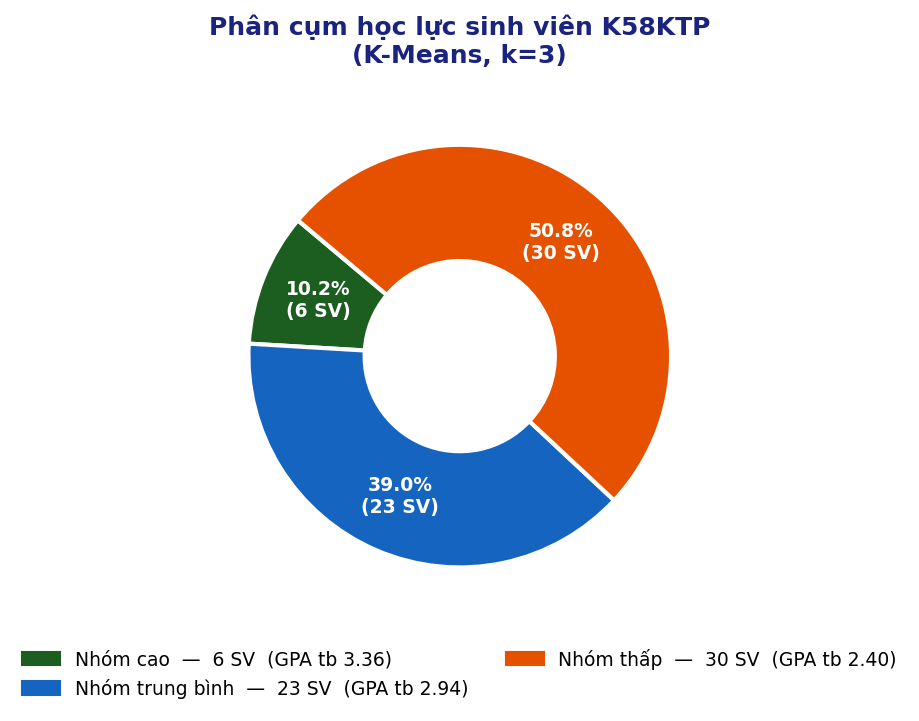 Phân cụm học lực sinh viên K58KTP
(K-Means, k=3)
50.8%
(30 SV)
10.2%
(6 SV)
39.0%
(23 SV)
Nhóm cao — 6 SV (GPA tb 3.36)
Nhóm trung bình — 23 SV (GPA tb 2.94)
Nhóm thấp — 30 SV (GPA tb 2.40)